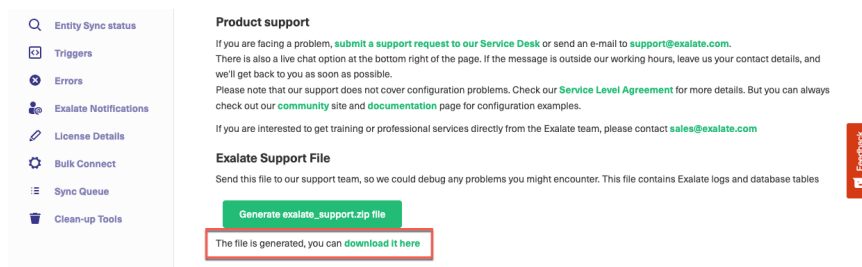 Entity Sync status
Triggers
Errors
Exalate Notifications
License Details
Bulk Connect
Sync Queue
Clean-up Tools
Product support
If you are facing a problem, submit a support request to our Service Desk or send an e-mail to support@exalate.com.
There is also a live chat option at the bottom right of the page. If the message is outside our working hours, leave us your contact details, and
we'll get back to you as soon as possible.
Please note that our support does not cover configuration problems. Check our Service Level Agreement for more details. But you can always
check out our community site and documentation page for configuration examples.
If you are interested to get training or professional services directly from the Exalate team, please contact sales@exalate.com
Exalate Support File
Send this file to our support team, so we could debug any problems you might encounter. This file contains Exalate logs and database tables
Generate exalate_support.zip file
The file is generated, you can download it here
Feedback